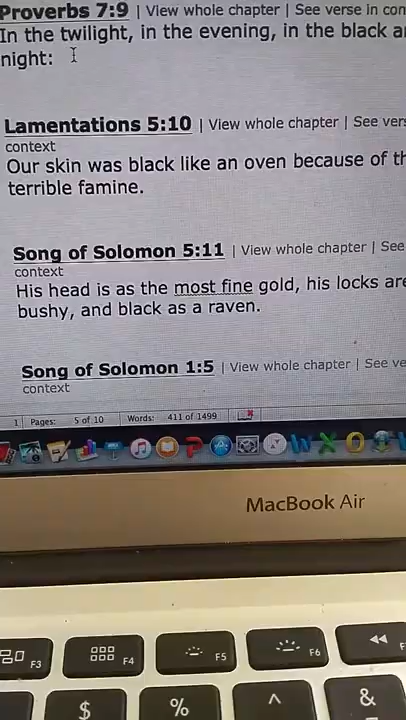 Proverbs 7:9 | View whole chapter | See verse in con
In the twilight, in the evening, in the black a
night:
Lamentations 5:10 | View whole chapter | See vers
context
Our skin was black like an oven because of th
terrible famine.
Song of Solomon 5:11 | View whole chapter | See
context
His head is as the most fine gold, his locks are
bushy, and black as a raven.
Song of Solomon 1:5 | View whole chapter | See ve
context
1 Pages: 5 of 10 Words: 411 of 1499
MacBook Air
F3 F4 F5 F6 F
$ % ^ &